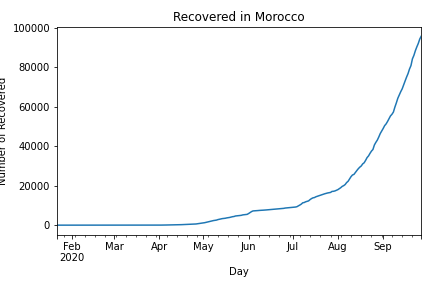 Recovered in Morocco
100000
80000
60000
40000
20000
0
Number of Recovered
Feb Mar Apr May Jun Jul Aug Sep
2020
Day